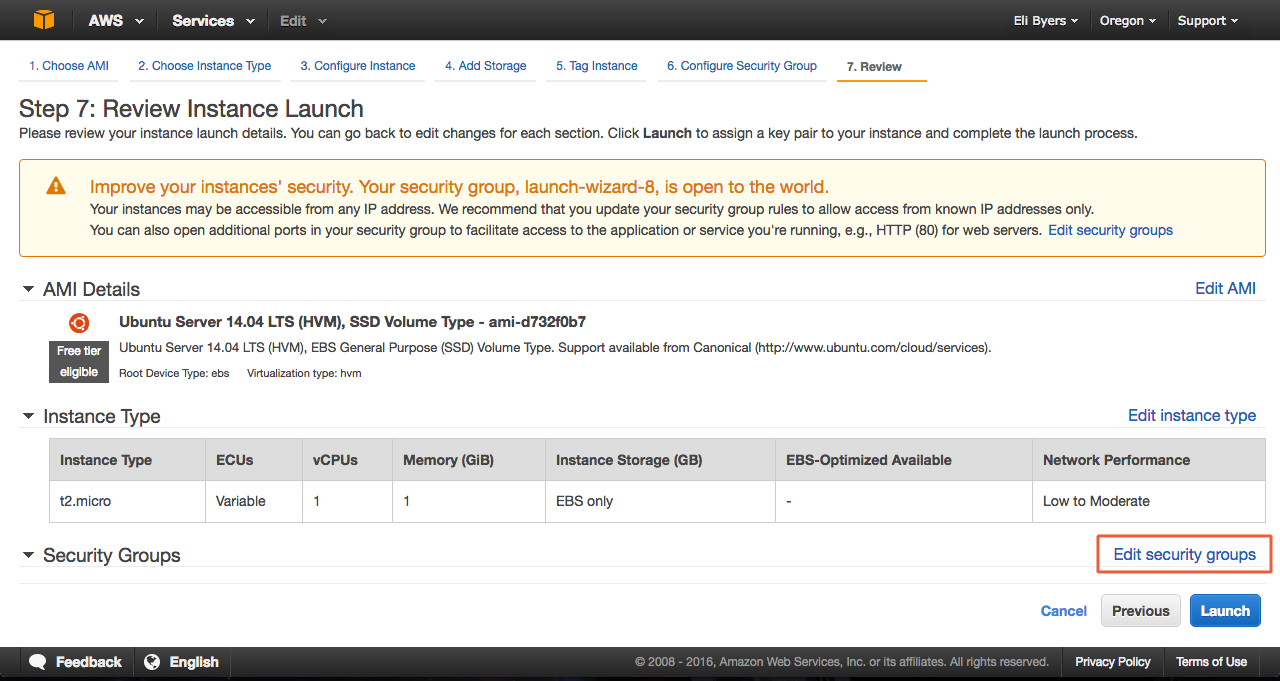 AWS Services Edit Eli Byers Oregon Support
1. Choose AMI 2. Choose Instance Type 3. Configure Instance 4. Add Storage 5. Tag Instance 6. Configure Security Group 7. Review
Step 7: Review Instance Launch
Please review your instance launch details. You can go back to edit changes for each section. Click Launch to assign a key pair to your instance and complete the launch process.
Improve your instances' security. Your security group, launch-wizard-8, is open to the world.
Your instances may be accessible from any IP address. We recommend that you update your security group rules to allow access from known IP addresses only.
You can also open additional ports in your security group to facilitate access to the application or service you're running, e.g., HTTP (80) for web servers. Edit security groups
AMI Details Edit AMI
Ubuntu Server 14.04 LTS (HVM), SSD Volume Type - ami-d732f0b7
Free tier
eligible
Ubuntu Server 14.04 LTS (HVM), EBS General Purpose (SSD) Volume Type. Support available from Canonical (http://www.ubuntu.com/cloud/services).
Root Device Type: ebs Virtualization type: hvm
Instance Type Edit instance type
Instance Type ECUs vCPUs Memory (GiB) Instance Storage (GB) EBS-Optimized Available Network Performance
t2.micro Variable 1 1 EBS only - Low to Moderate
Security Groups Edit security groups
Cancel Previous Launch
Feedback English © 2008 - 2016, Amazon Web Services, Inc. or its affiliates. All rights reserved. Privacy Policy Terms of Use